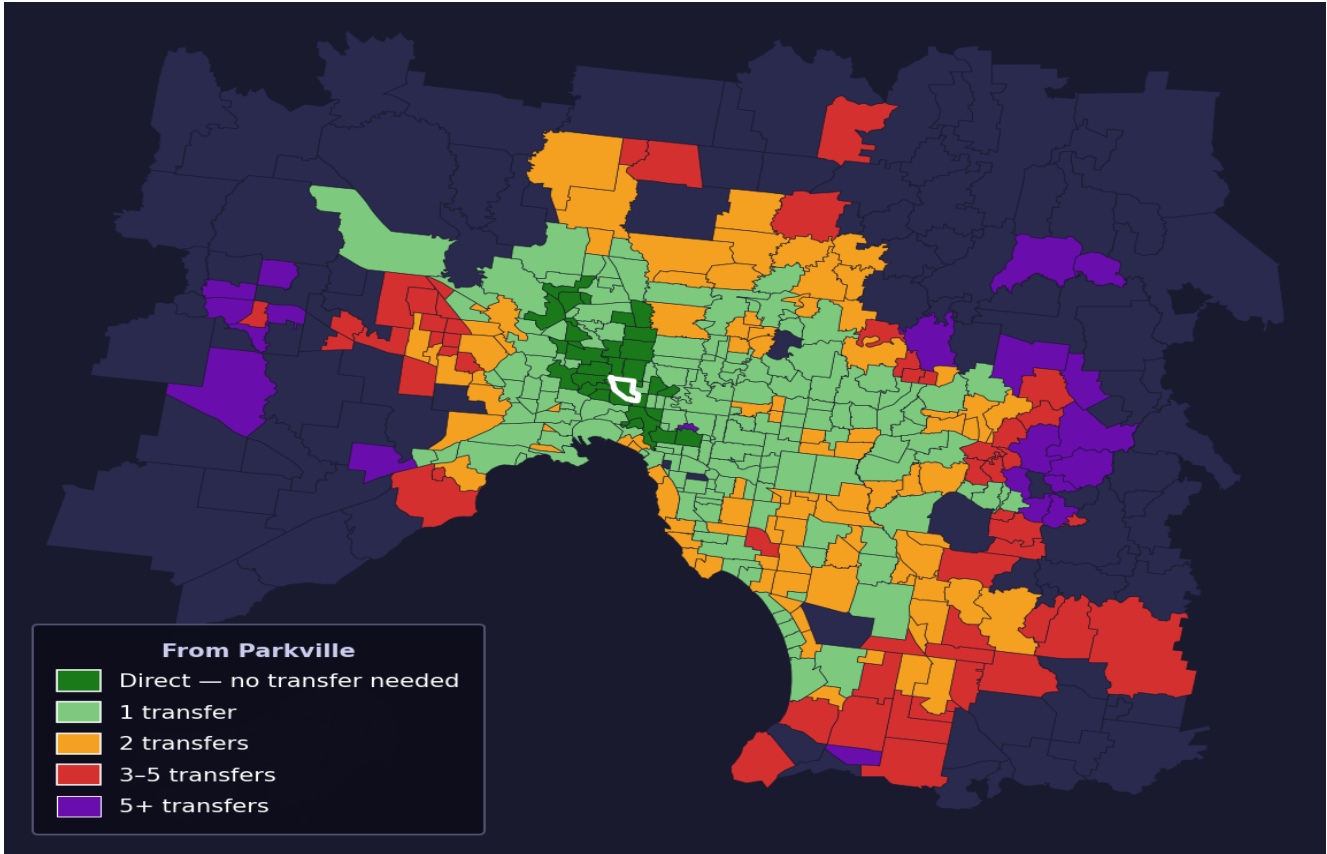 From Parkville
Direct — no transfer needed
1 transfer
2 transfers
3–5 transfers
5+ transfers